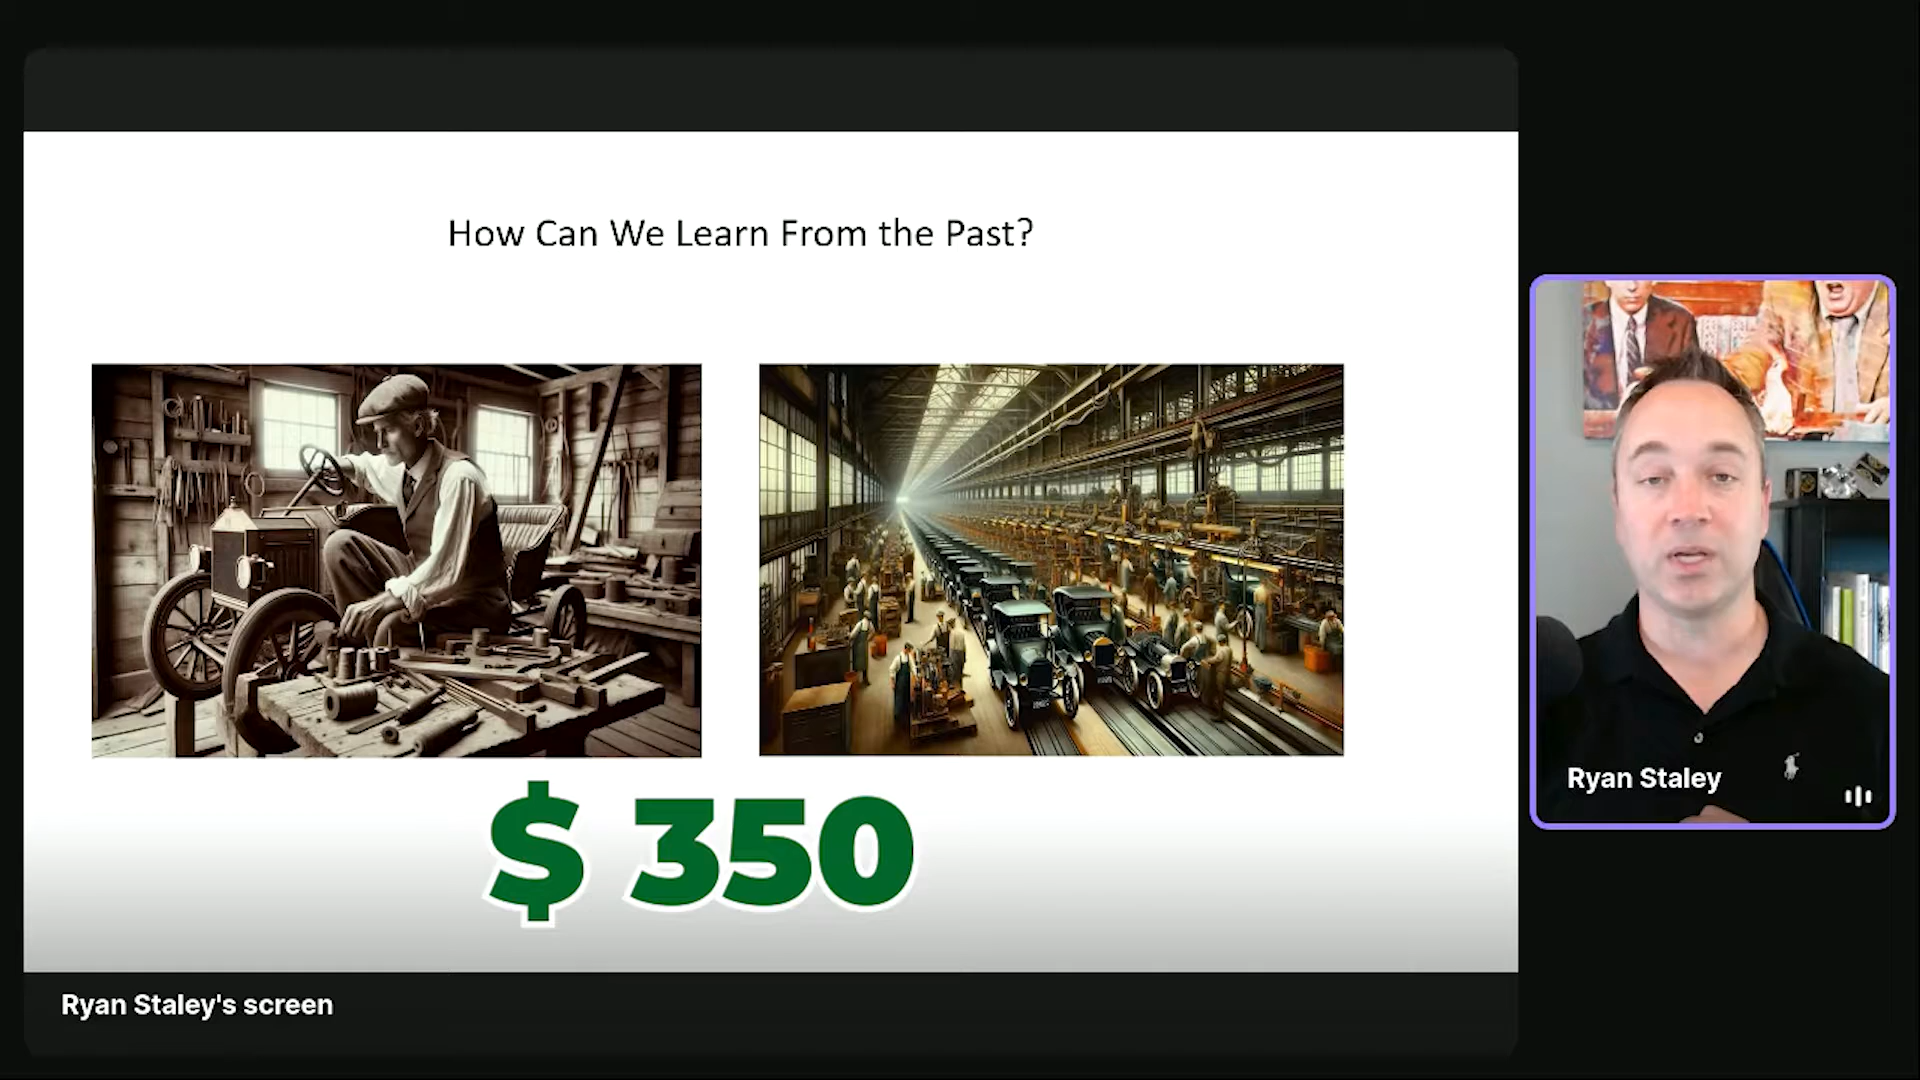 How Can We Learn From the Past?
$ 350
Ryan Staley
Ryan Staley's screen